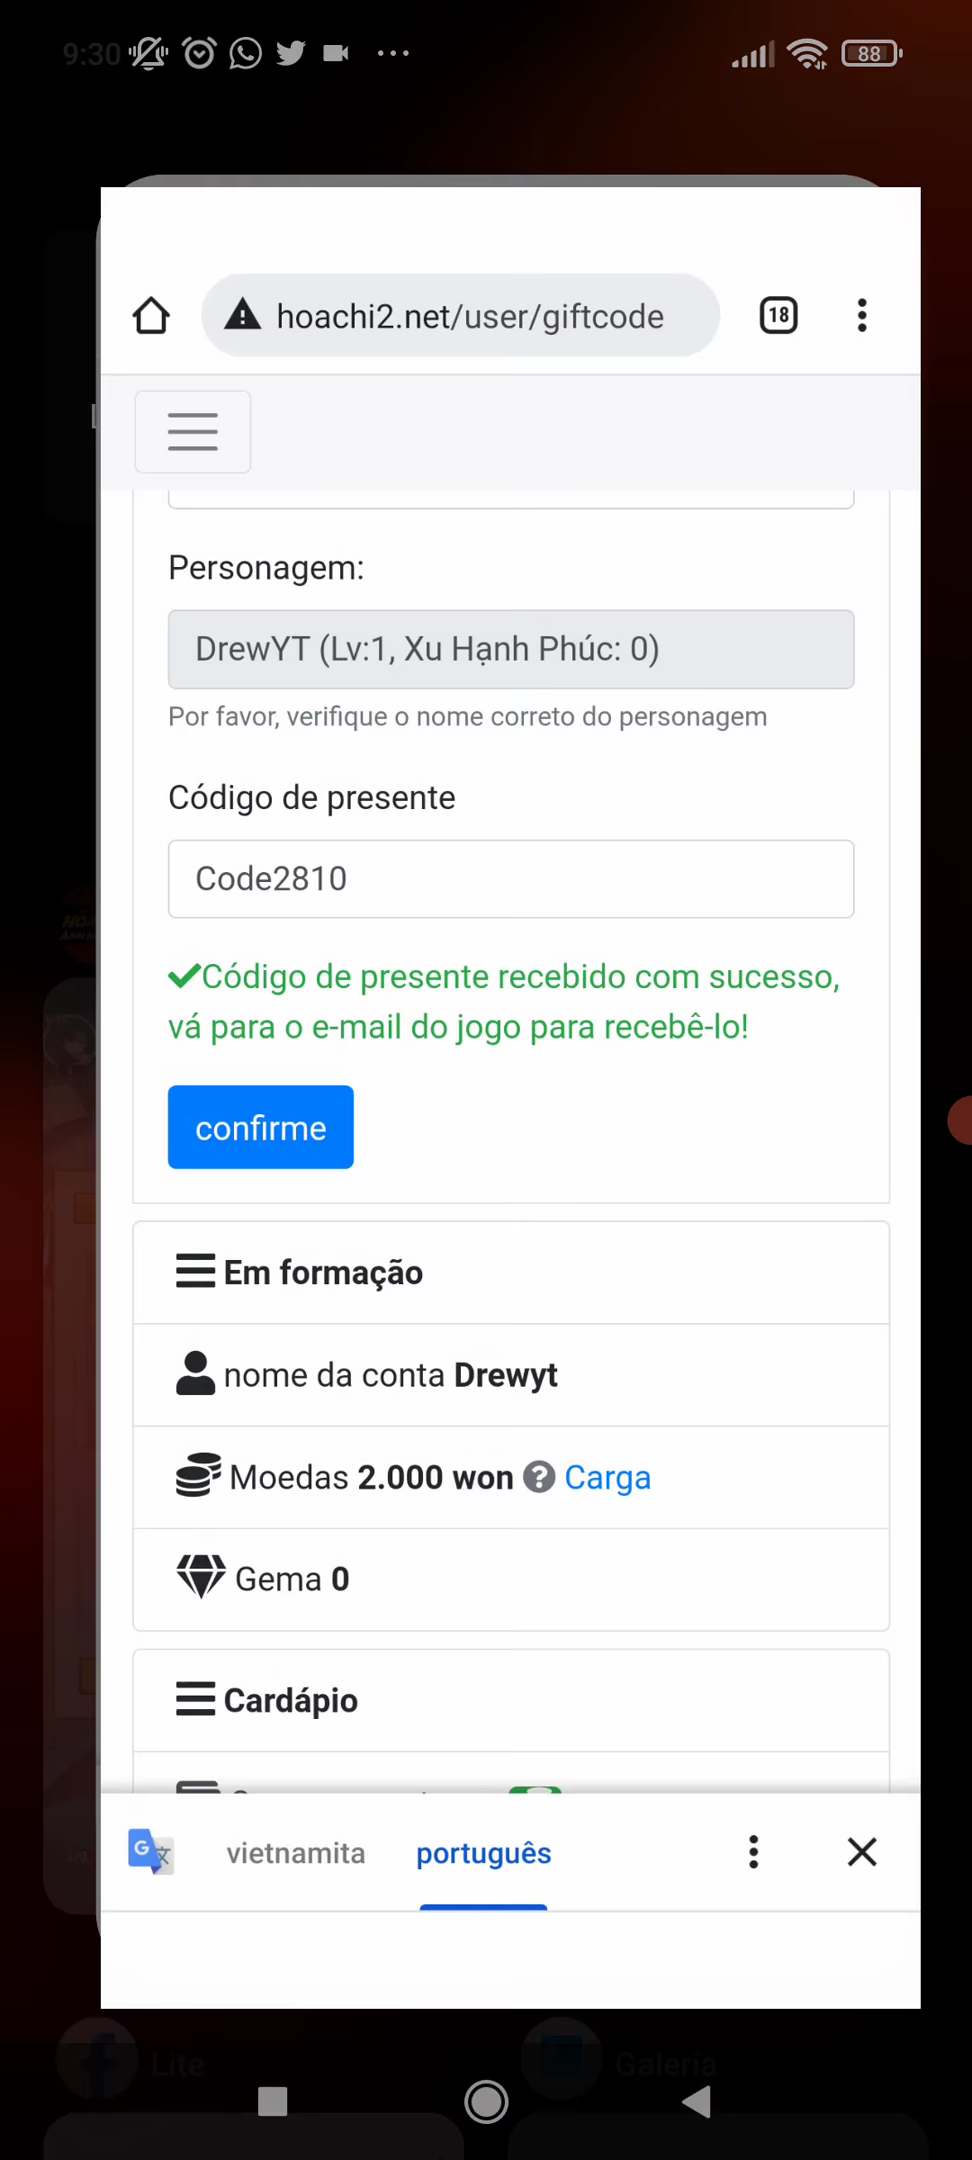 9:30
88
hoachi2.net/user/giftcode
18
Personagem:
DrewYT (Lv:1, Xu Hạnh Phúc: 0)
Por favor, verifique o nome correto do personagem
Código de presente
Code2810
Código de presente recebido com sucesso,
vá para o e-mail do jogo para recebê-lo!
confirme
Em formação
nome da conta Drewyt
Moedas 2.000 won ? Carga
Gema 0
Cardápio
G 文 vietnamita português
Lite
Galeria